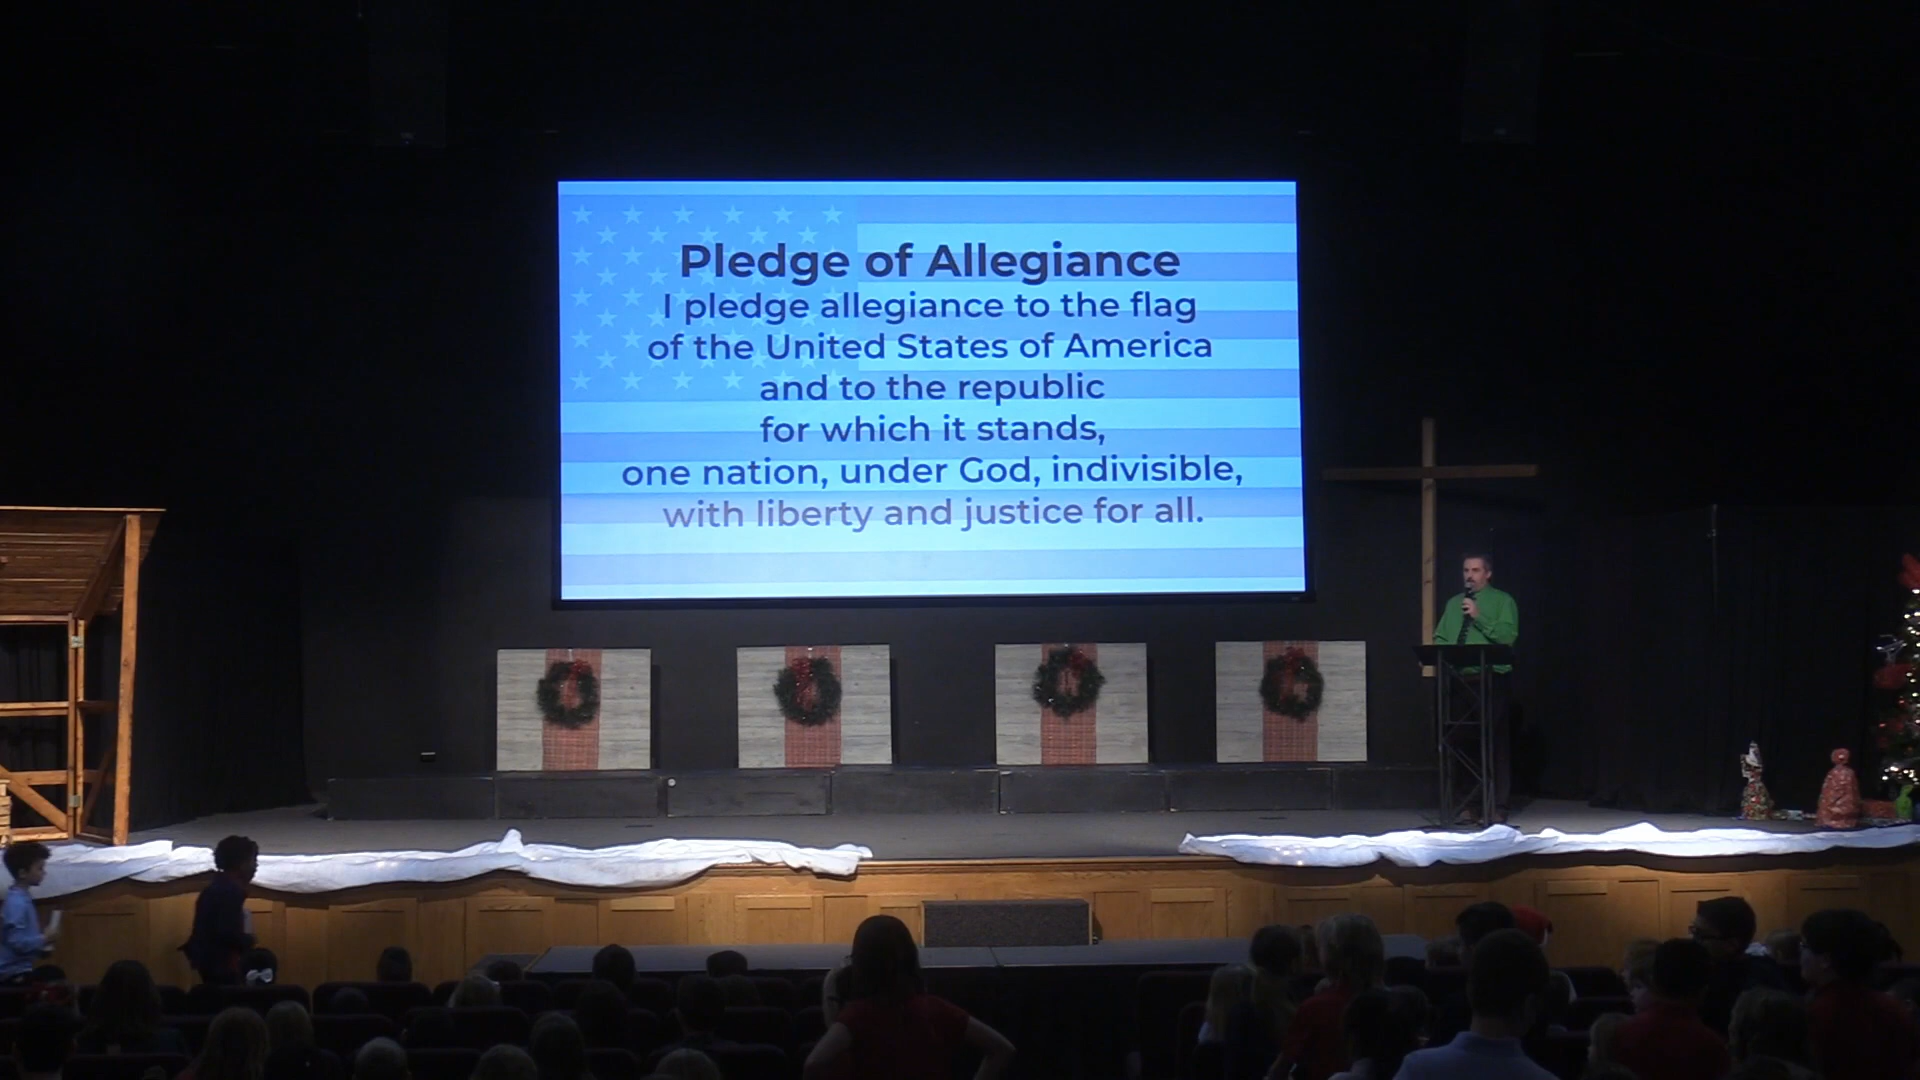 Pledge of Allegiance
I pledge allegiance to the flag
of the United States of America
and to the republic
for which it stands,
one nation, under God, indivisible,
with liberty and justice for all.